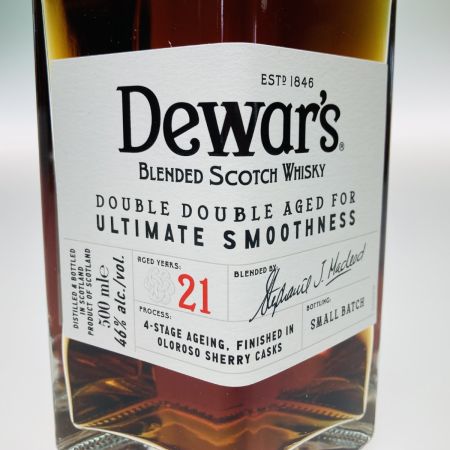 ESTD 1846
Dewar's®
BLENDED SCOTCH WHISKY
DOUBLE DOUBLE AGED FOR
ULTIMATE SMOOTHNESS
DISTILLED & BOTTLED
IN SCOTLAND
PRODUCT OF SCOTLAND
500 ml e
46% alc./vol.
AGED YEARS:
21
BLENDED BY:
Stephanie J. Macleod
PROCESS:
4-STAGE AGEING, FINISHED IN
OLOROSO SHERRY CASKS
BOTTLING:
SMALL BATCH